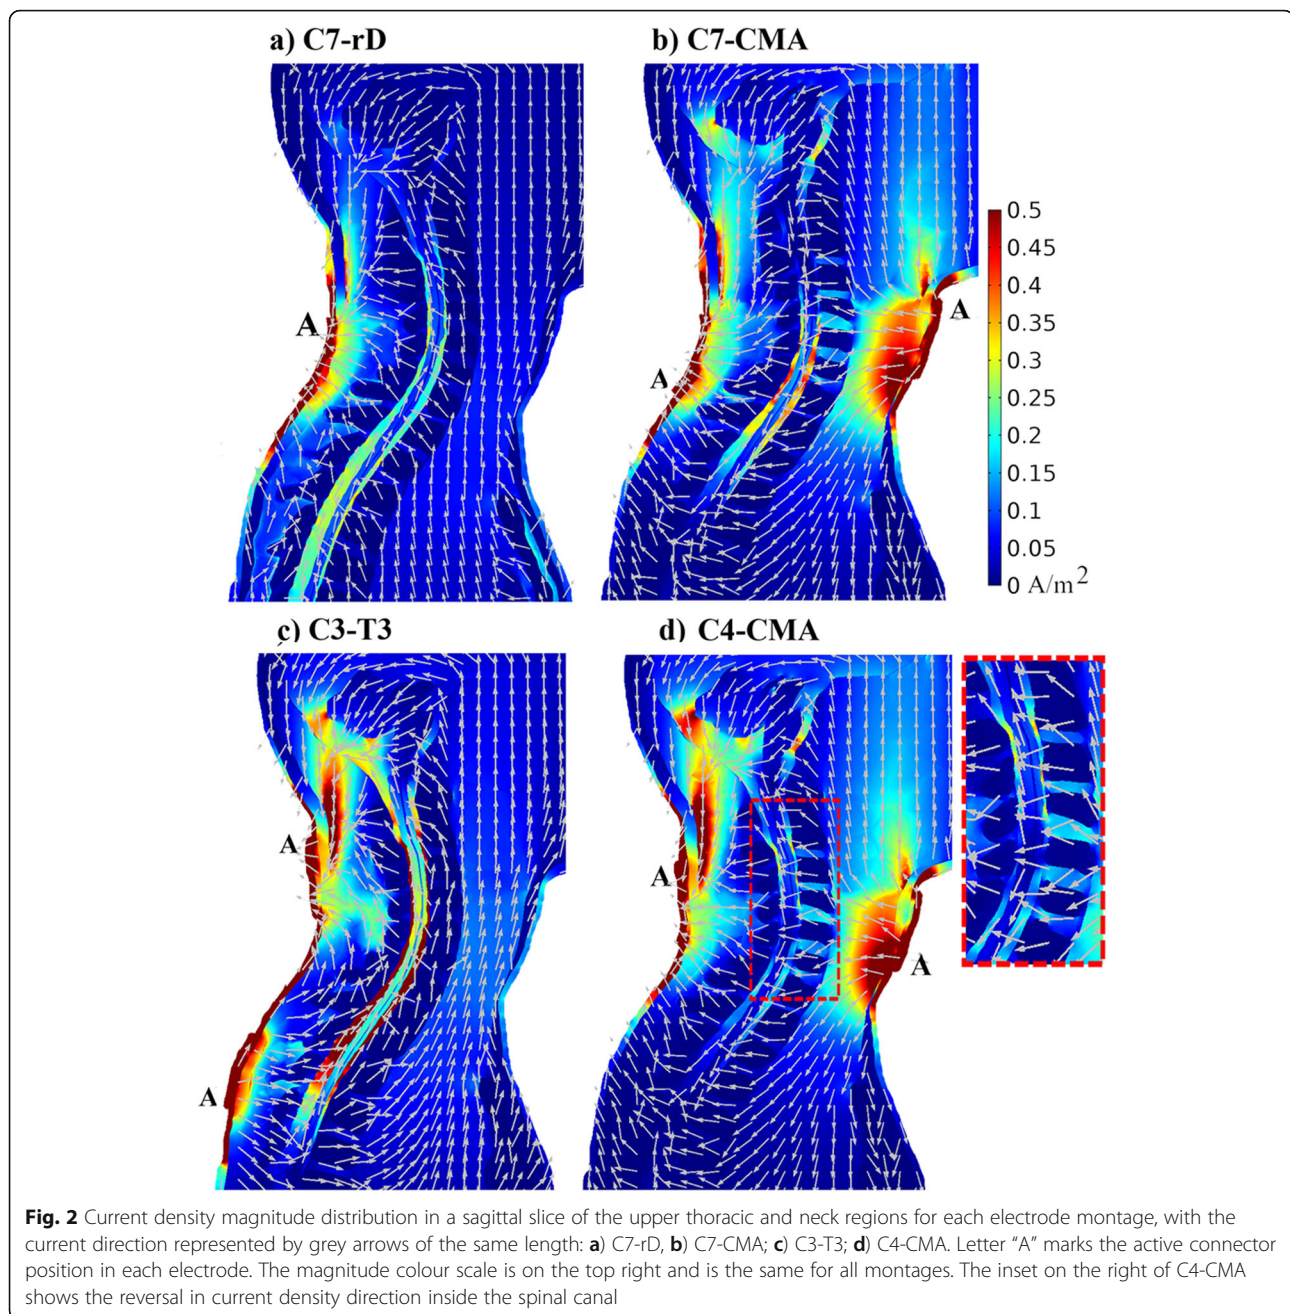 a) C7-rD
b) C7-CMA
A
A
A
0.5
0.45
0.4
0.35
0.3
0.25
0.2
0.15
0.1
0.05
0 A/m²
c) C3-T3
d) C4-CMA
A
A
A
A
Fig. 2 Current density magnitude distribution in a sagittal slice of the upper thoracic and neck regions for each electrode montage, with the
current direction represented by grey arrows of the same length: a) C7-rD, b) C7-CMA; c) C3-T3; d) C4-CMA. Letter “A” marks the active connector
position in each electrode. The magnitude colour scale is on the top right and is the same for all montages. The inset on the right of C4-CMA
shows the reversal in current density direction inside the spinal canal